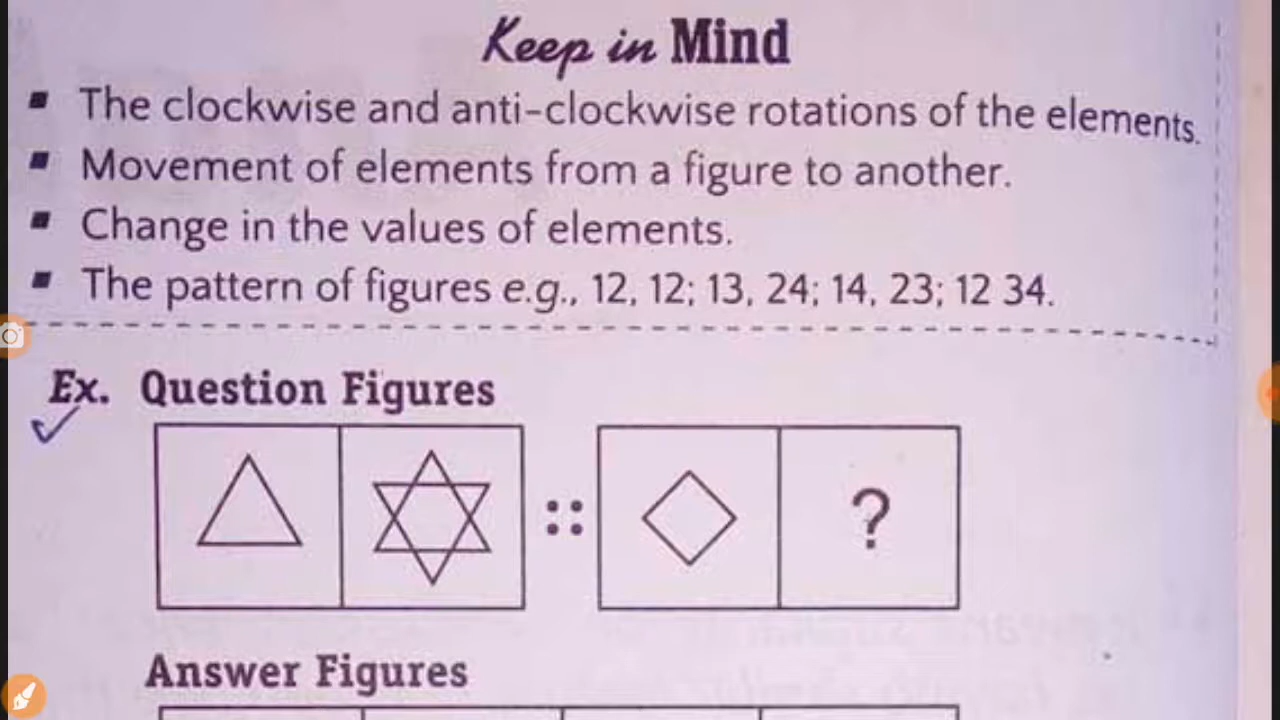 Keep in Mind
▪ The clockwise and anti-clockwise rotations of the elements.
▪ Movement of elements from a figure to another.
▪ Change in the values of elements.
▪ The pattern of figures e.g., 12, 12; 13, 24; 14, 23; 12 34.
Ex. Question Figures
?
Answer Figures